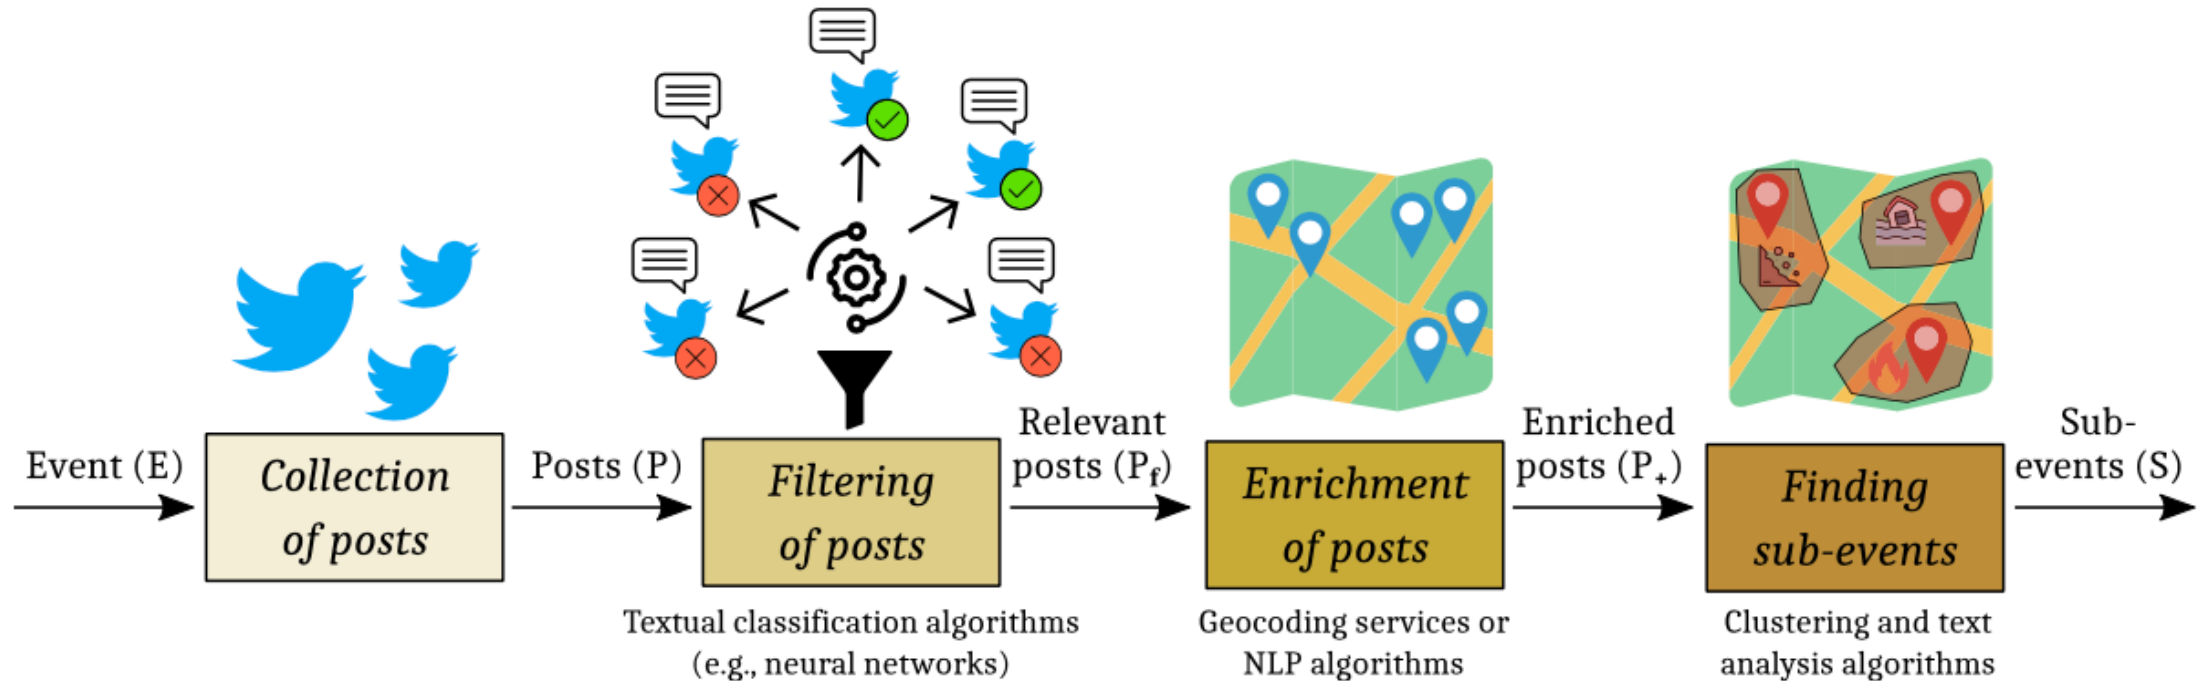 Event (E)
Collection
of posts
Posts (P)
Filtering
of posts
Textual classification algorithms
(e.g., neural networks)
Relevant
posts (Pf)
Enrichment
of posts
Geocoding services or
NLP algorithms
Enriched
posts (P+)
Finding
sub-events
Clustering and text
analysis algorithms
Sub-
events (S)